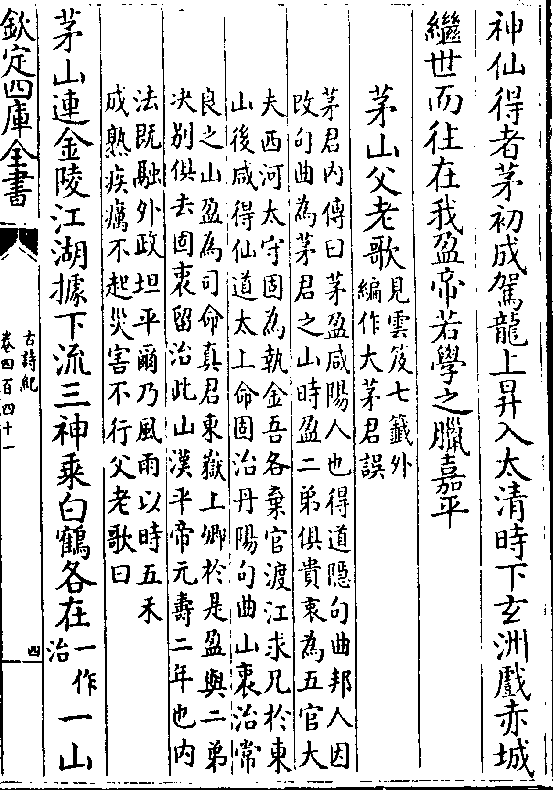 神仙得者茅初成駕龍上昇入太清時下玄洲戲赤城
繼世而往在我盈帝若學之臘嘉平
茅山父老歌見雲笈七籤外
編作大茅君誤
茅君內傳曰茅盈咸陽人也得道隱句曲邦人因
改句曲為茅君之山時盈二弟俱貴衷為五官大
夫西河太守固為執金吾各棄官渡江求兄於東
山後咸得仙道太上命固治丹陽句曲山衷治常
良之山盈為司命真君東嶽上卿於是盈與二弟
决别俱去固衷留治此山漢平帝元壽二年也内
法既融外政坦平爾乃風雨以時五禾
成熟疾癘不起災害不行父老歌曰
茅山連金陵江湖據下流三神乗白鶴各在一作
治一山
欽定四庫全書
古詩紀
卷四百四十一
四